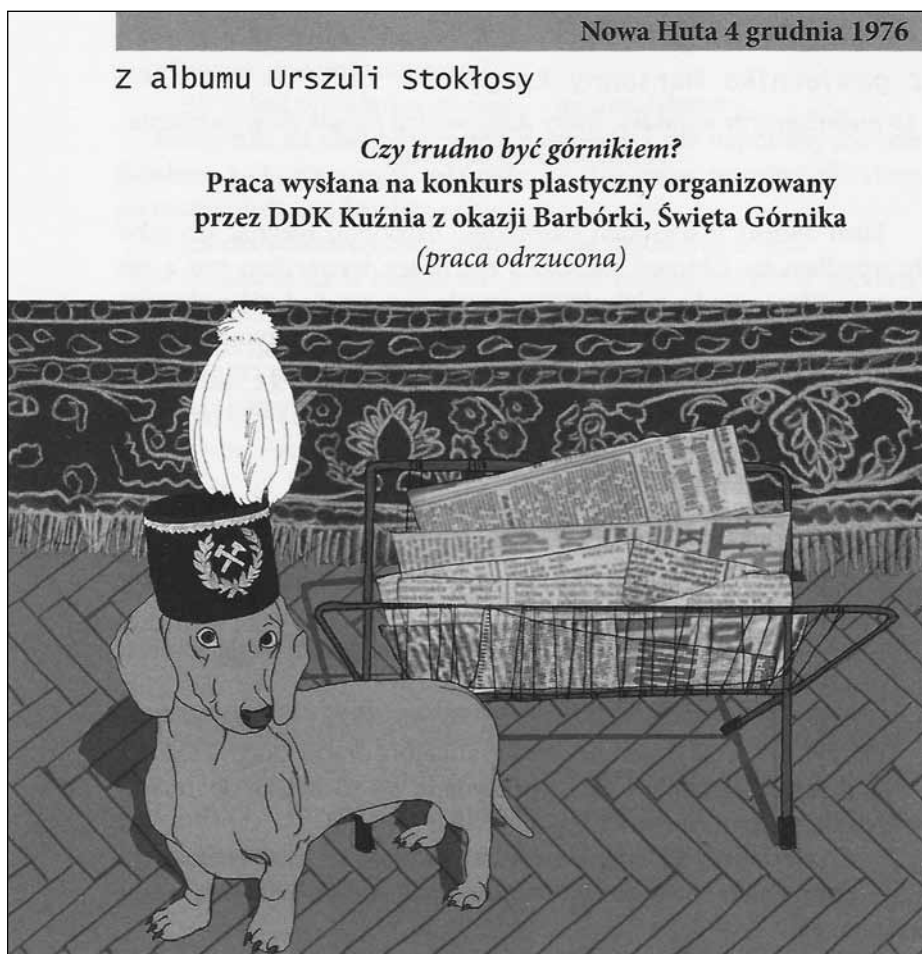 Nowa Huta 4 grudnia 1976
Z albumu Urszuli Stokłosy
Czy trudno być górnikiem?
Praca wysłana na konkurs plastyczny organizowany
przez DDK Kuźnia z okazji Barbórki, Święta Górnika
(praca odrzucona)